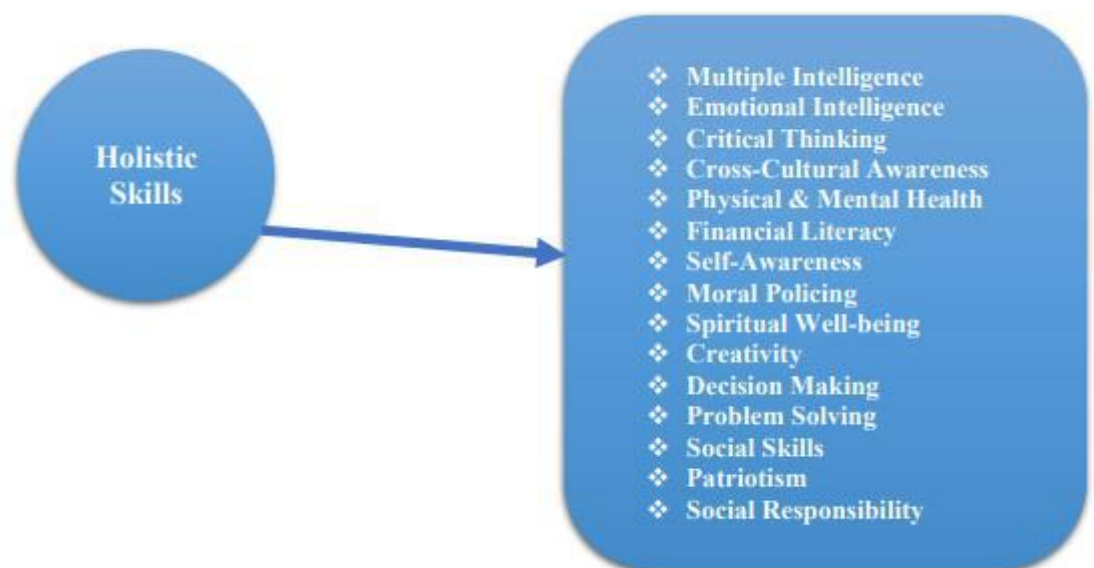 Holistic
Skills
❖ Multiple Intelligence
❖ Emotional Intelligence
❖ Critical Thinking
❖ Cross-Cultural Awareness
❖ Physical & Mental Health
❖ Financial Literacy
❖ Self-Awareness
❖ Moral Policing
❖ Spiritual Well-being
❖ Creativity
❖ Decision Making
❖ Problem Solving
❖ Social Skills
❖ Patriotism
❖ Social Responsibility